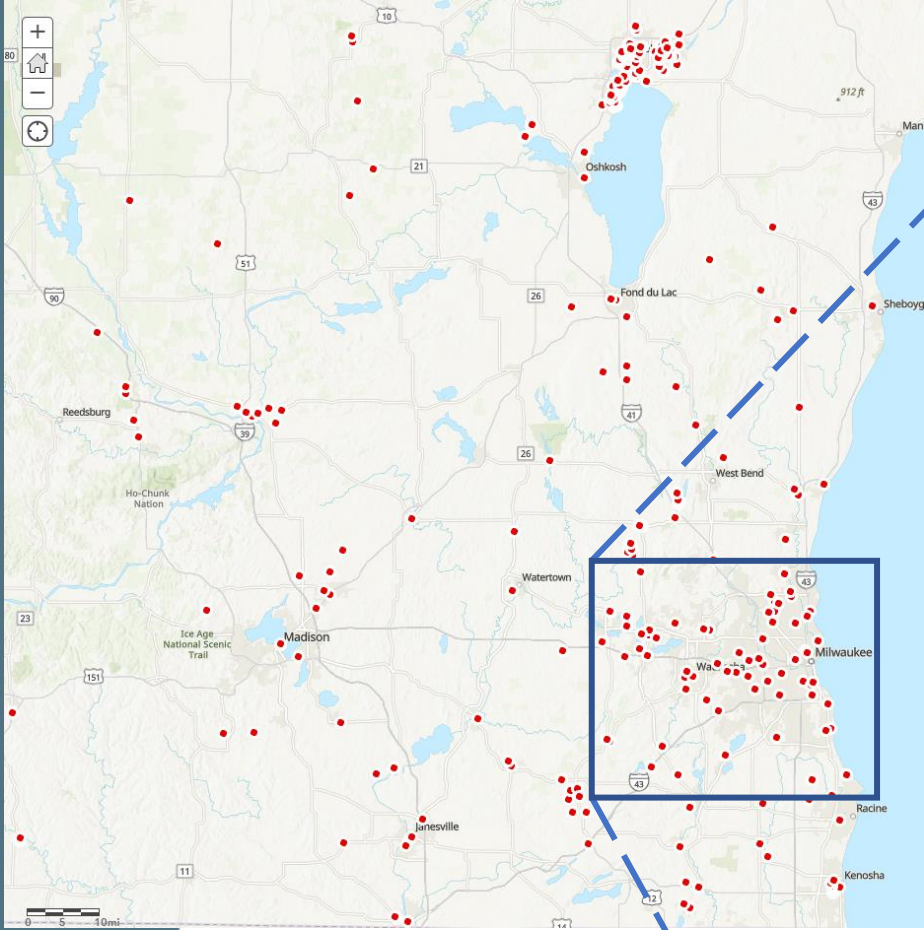 +
−
10
80
912 ft
Man
21
Oshkosh
43
51
90
26
Fond du Lac
Sheboyg
Reedsburg
39
41
26
West Bend
Ho-Chunk
Nation
Watertown
43
23
Ice Age
National Scenic
Trail
Madison
Milwaukee
151
43
Racine
Janesville
11
Kenosha
12
0 5 10mi
14